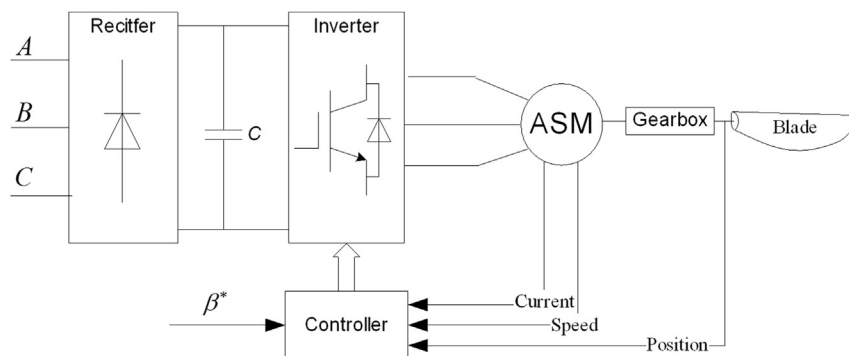 Recitfer
Inverter
A
B
C
C
ASM
Gearbox
Blade
β*
Controller
Current
Speed
Position